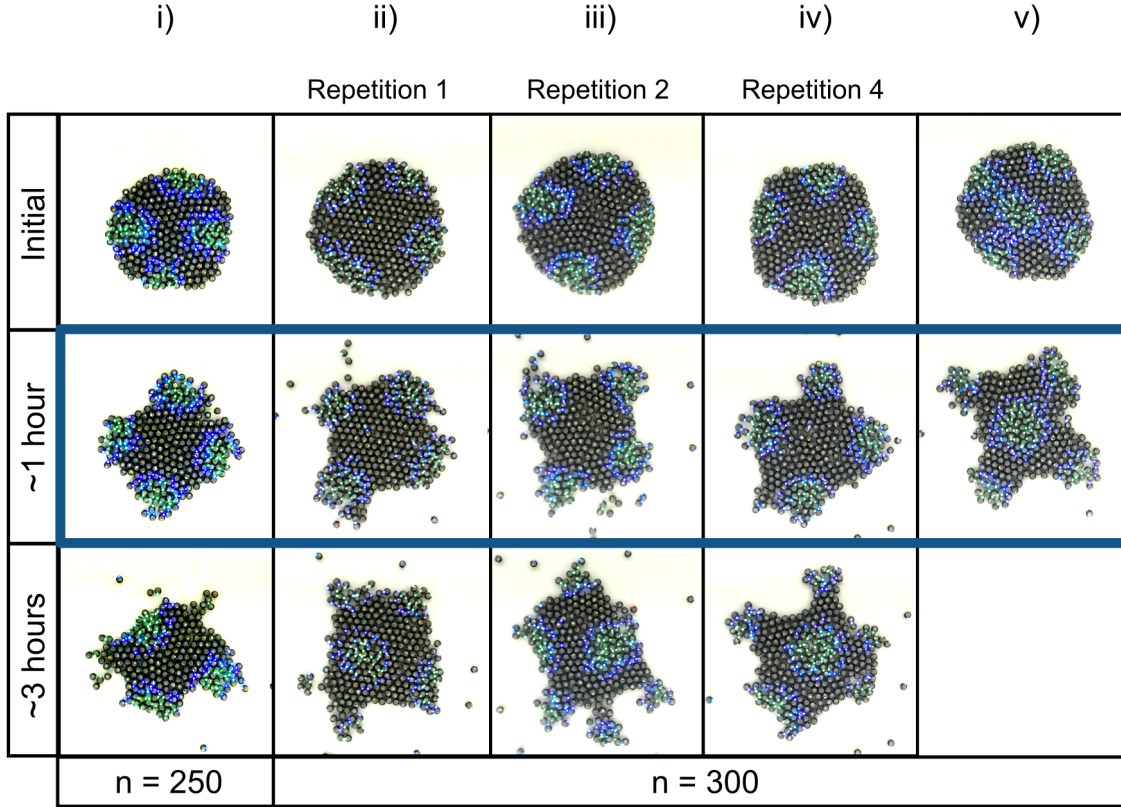 i) ii) iii) iv) v)
Repetition 1 Repetition 2 Repetition 4
Initial
~1 hour
~3 hours
n = 250 n = 300